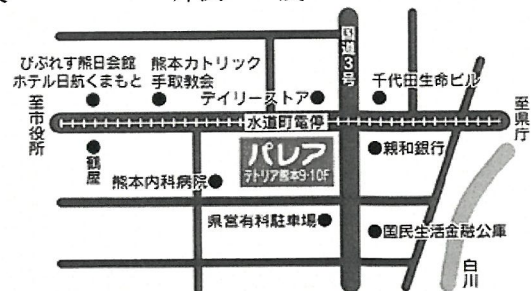 国道3号
びぷれす熊日会館
ホテル日航くまもと
熊本カトリック
手取教会
デイリーストア
千代田生命ビル
至市役所
水道町電停
至県庁
鶴屋
パレア
テトリア熊本9・10F
親和銀行
熊本内科病院
県営有料駐車場
国民生活金融公庫
白川